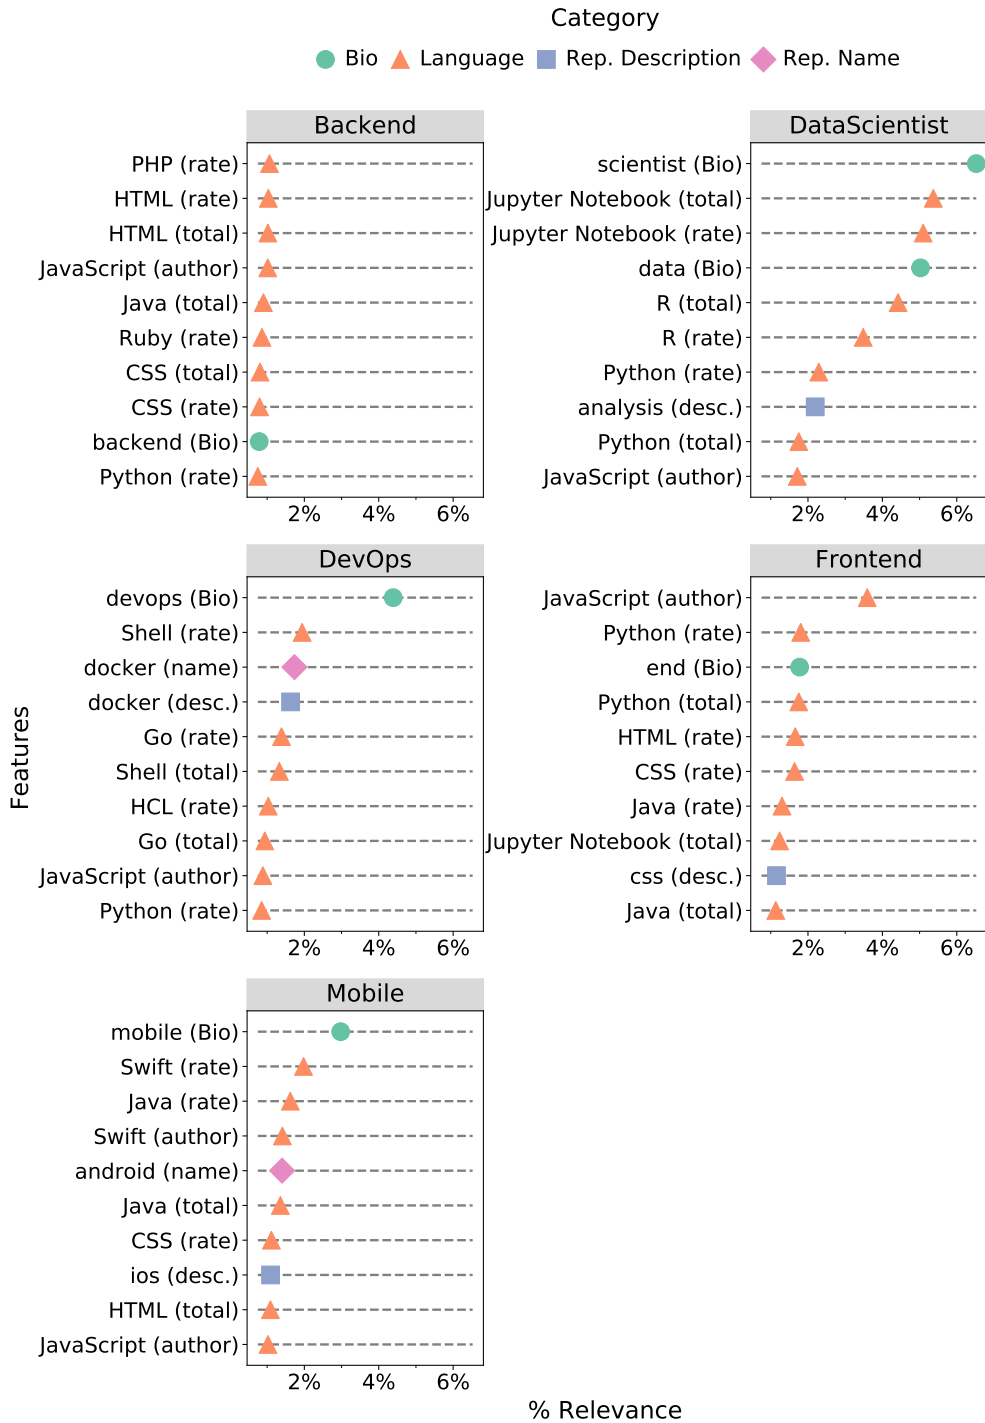 Category
Bio Language Rep. Description Rep. Name
Backend
PHP (rate)
HTML (rate)
HTML (total)
JavaScript (author)
Java (total)
Ruby (rate)
CSS (total)
CSS (rate)
backend (Bio)
Python (rate)
2% 4% 6%
DataScientist
scientist (Bio)
Jupyter Notebook (total)
Jupyter Notebook (rate)
data (Bio)
R (total)
R (rate)
Python (rate)
analysis (desc.)
Python (total)
JavaScript (author)
2% 4% 6%
Features
DevOps
devops (Bio)
Shell (rate)
docker (name)
docker (desc.)
Go (rate)
Shell (total)
HCL (rate)
Go (total)
JavaScript (author)
Python (rate)
2% 4% 6%
Frontend
JavaScript (author)
Python (rate)
end (Bio)
Python (total)
HTML (rate)
CSS (rate)
Java (rate)
Jupyter Notebook (total)
css (desc.)
Java (total)
2% 4% 6%
Mobile
mobile (Bio)
Swift (rate)
Java (rate)
Swift (author)
android (name)
Java (total)
CSS (rate)
ios (desc.)
HTML (total)
JavaScript (author)
2% 4% 6%
% Relevance